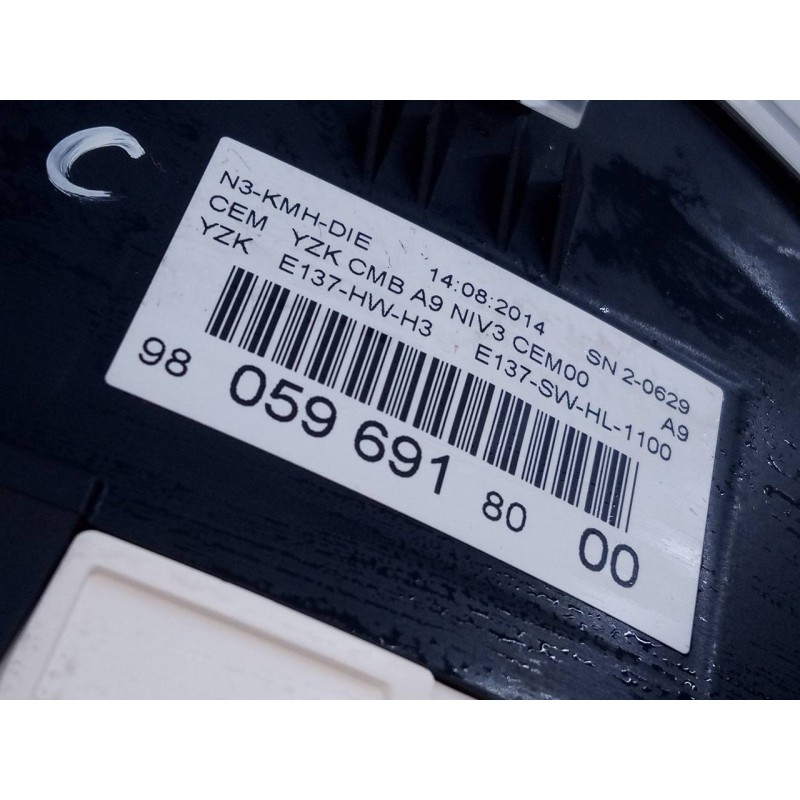 C
N3-KMH-DIE 14:08:2014 SN 2-0629
CEM YZK CMB A9 NIV3 CEM00 A9
YZK E137-HW-H3 E137-SW-HL-1100
98 059 691 80 00